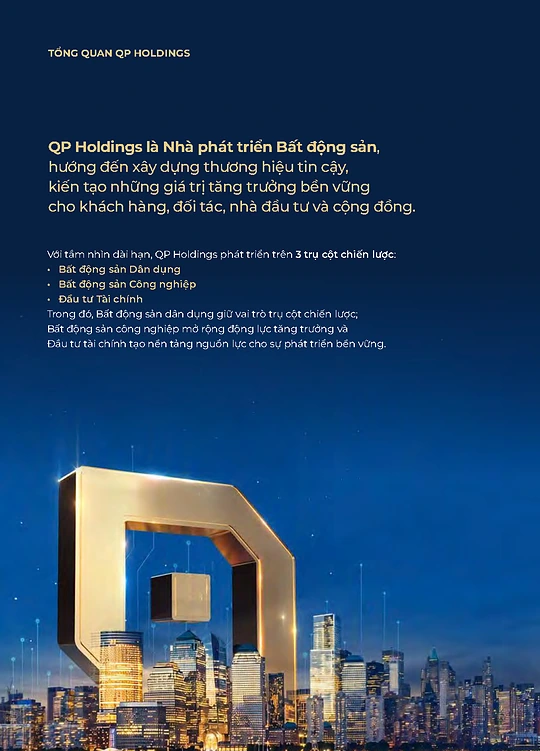 TỔNG QUAN QP HOLDINGS
QP Holdings là Nhà phát triển Bất động sản,
hướng đến xây dựng thương hiệu tin cậy,
kiến tạo những giá trị tăng trưởng bền vững
cho khách hàng, đối tác, nhà đầu tư và cộng đồng.
Với tầm nhìn dài hạn, QP Holdings phát triển trên 3 trụ cột chiến lược:
• Bất động sản Dân dụng
• Bất động sản Công nghiệp
• Đầu tư Tài chính
Trong đó, Bất động sản dân dụng giữ vai trò trụ cột chiến lược;
Bất động sản công nghiệp mở rộng động lực tăng trưởng và
Đầu tư tài chính tạo nền tảng nguồn lực cho sự phát triển bền vững.